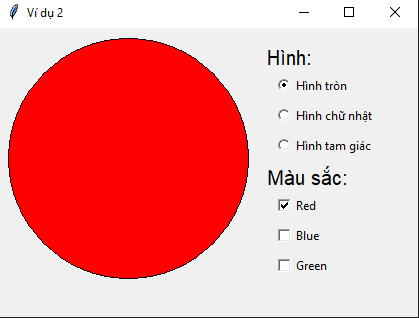 Ví dụ 2
Hình:
Hình tròn
Hình chữ nhật
Hình tam giác
Màu sắc:
Red
Blue
Green